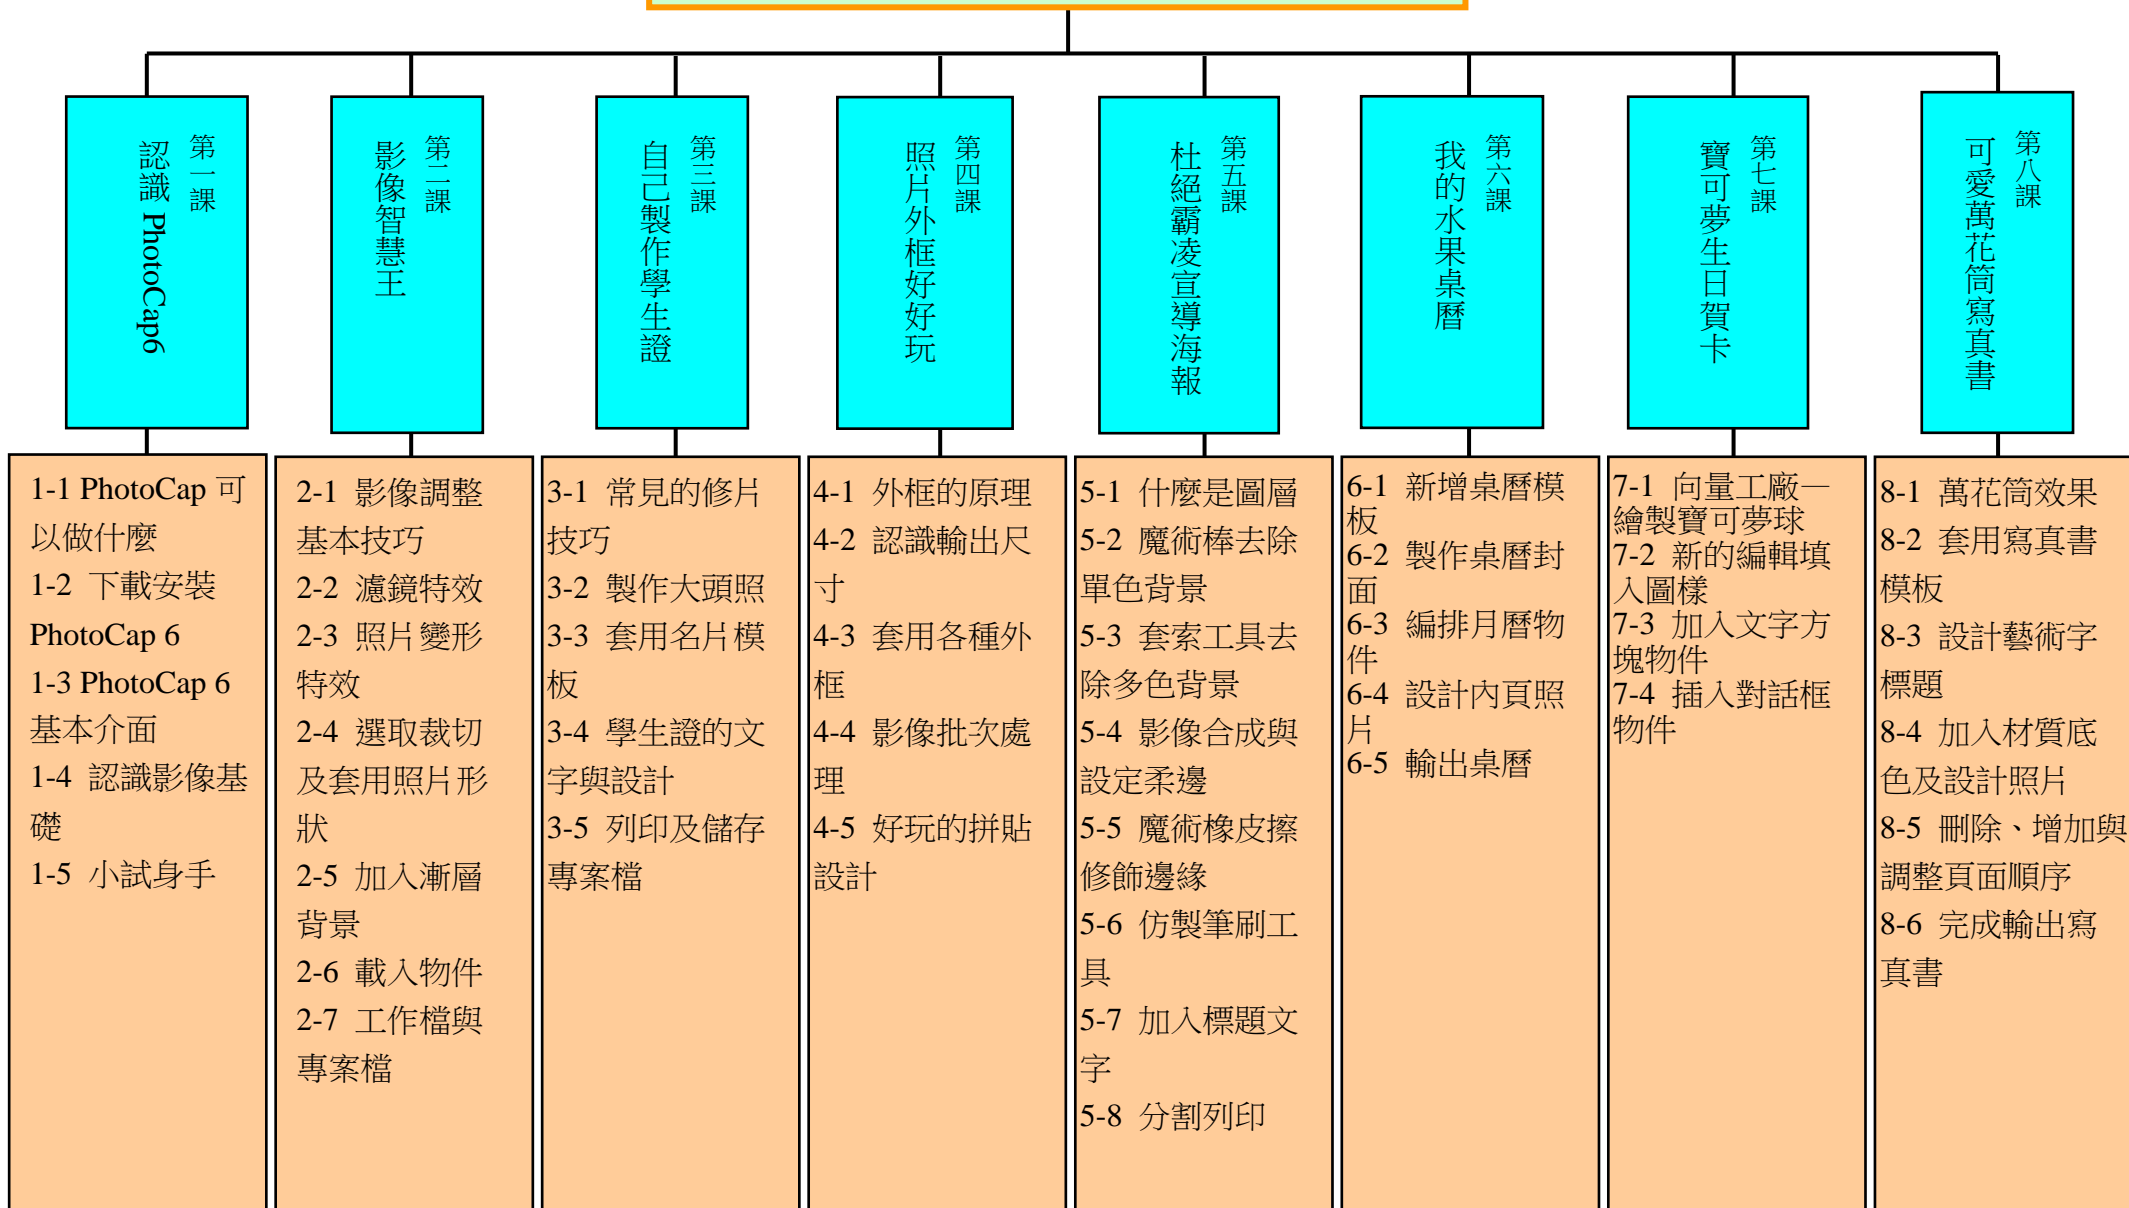 第一課
認識 PhotoCap6
第二課
影像智慧王
第三課
自己製作學生證
第四課
照片外框好好玩
第五課
杜絕霸凌宣導海報
第六課
我的水果桌曆
第七課
寶可夢生日賀卡
第八課
可愛萬花筒寫真書
1-1 PhotoCap 可
以做什麼
1-2 下載安裝
PhotoCap 6
1-3 PhotoCap 6
基本介面
1-4 認識影像基
礎
1-5 小試身手
2-1 影像調整
基本技巧
2-2 濾鏡特效
2-3 照片變形
特效
2-4 選取裁切
及套用照片形
狀
2-5 加入漸層
背景
2-6 載入物件
2-7 工作檔與
專案檔
3-1 常見的修片
技巧
3-2 製作大頭照
3-3 套用名片模
板
3-4 學生證的文
字與設計
3-5 列印及儲存
專案檔
4-1 外框的原理
4-2 認識輸出尺
寸
4-3 套用各種外
框
4-4 影像批次處
理
4-5 好玩的拼貼
設計
5-1 什麼是圖層
5-2 魔術棒去除
單色背景
5-3 套索工具去
除多色背景
5-4 影像合成與
設定柔邊
5-5 魔術橡皮擦
修飾邊緣
5-6 仿製筆刷工
具
5-7 加入標題文
字
5-8 分割列印
6-1 新增桌曆模
板
6-2 製作桌曆封
面
6-3 編排月曆物
件
6-4 設計內頁照
片
6-5 輸出桌曆
7-1 向量工廠—
繪製寶可夢球
7-2 新的編輯填
入圖樣
7-3 加入文字方
塊物件
7-4 插入對話框
物件
8-1 萬花筒效果
8-2 套用寫真書
模板
8-3 設計藝術字
標題
8-4 加入材質底
色及設計照片
8-5 刪除、增加與
調整頁面順序
8-6 完成輸出寫
真書